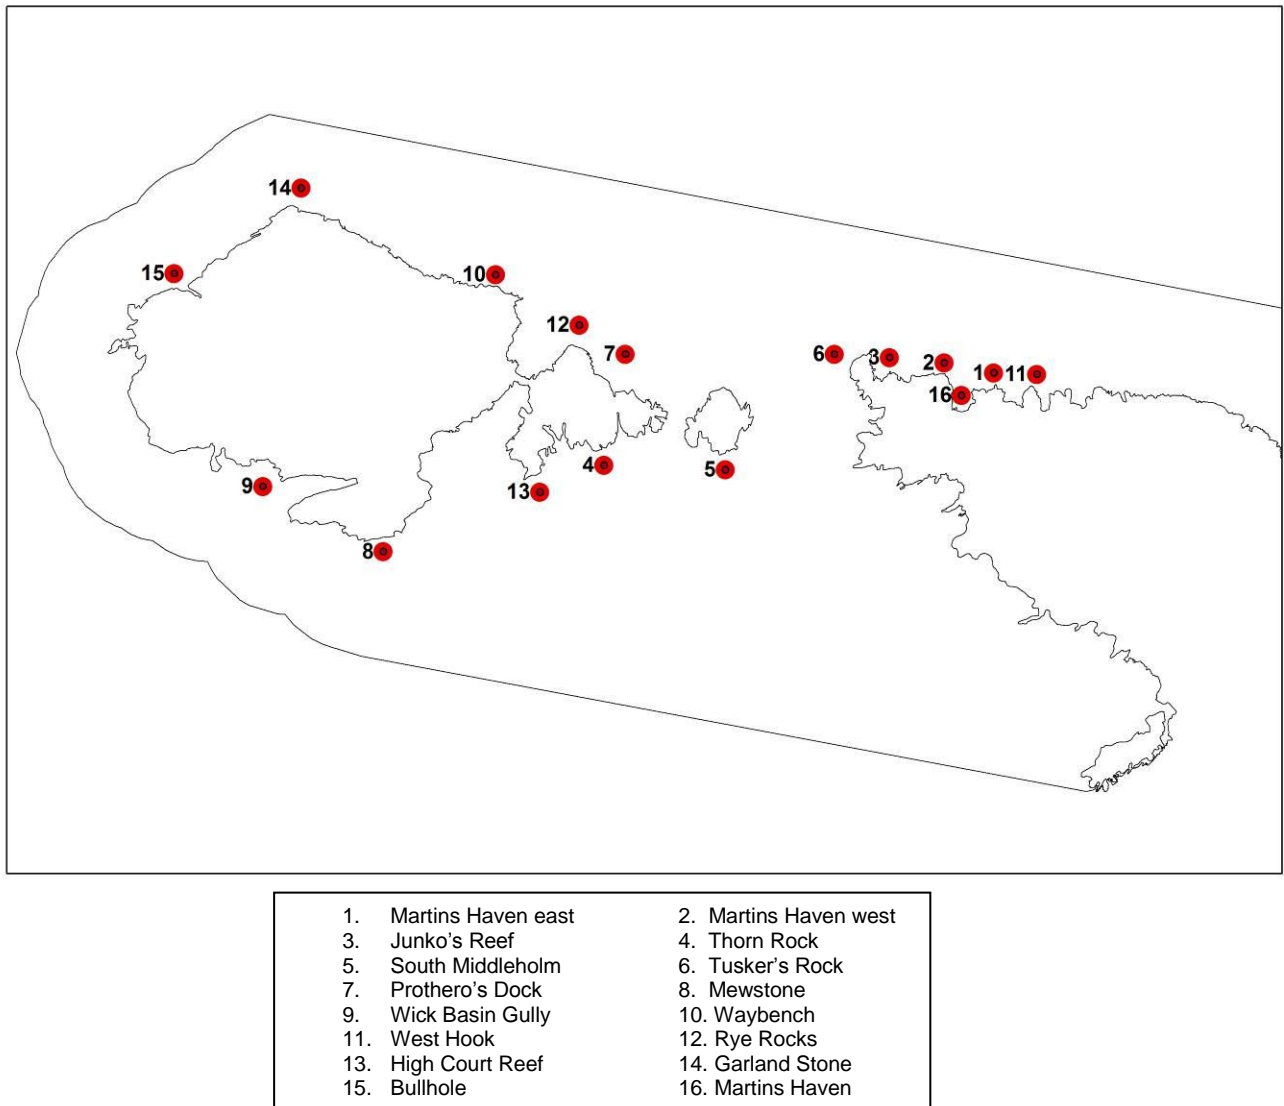 14
15
10
12
7
6
3
2
1
11
16
4
5
9
13
8
1. Martins Haven east 2. Martins Haven west
3. Junko's Reef 4. Thorn Rock
5. South Middleholm 6. Tusker's Rock
7. Prothero's Dock 8. Mewstone
9. Wick Basin Gully 10. Waybench
11. West Hook 12. Rye Rocks
13. High Court Reef 14. Garland Stone
15. Bullhole 16. Martins Haven